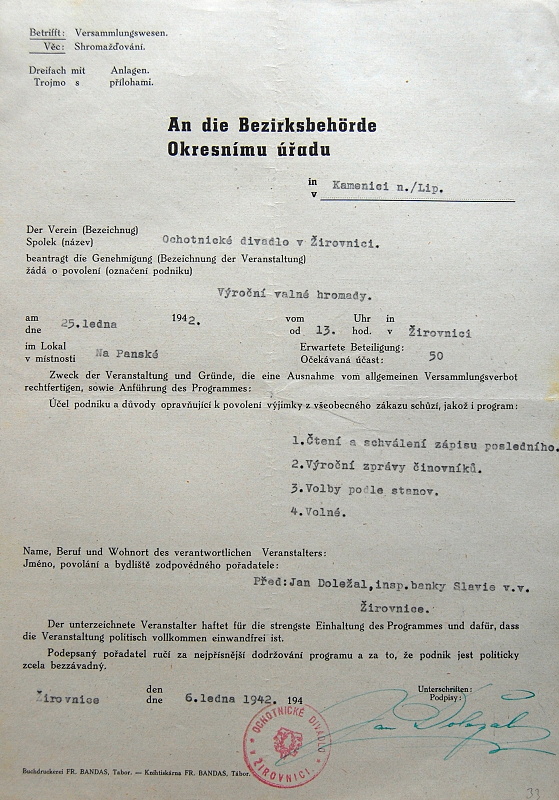 Betrifft: Versammlungswesen.
Věc: Shromažďování.
Dreifach mit Anlagen.
Trojmo s přílohami.
An die Bezirksbehörde
Okresnímu úřadu
in
v Kamenici n./Lip.
Der Verein (Bezeichnug)
Spolek (název) Ochotnické divadlo v Žirovnici.
beantragt die Genehmigung (Bezeichnung der Veranstaltung)
žádá o povolení (označení podniku)
Výroční valné hromady.
am 1942. vom Uhr in
dne 25.ledna od 13. hod. v Žirovnici
im Lokal Erwartete Beteiligung:
v místnosti Na Panské Očekávaná účast: 50
Zweck der Veranstaltung und Gründe, die eine Ausnahme vom allgemeinen Versammlungsverbot
rechtfertigen, sowie Anführung des Programmes:
Účel podniku a důvody opravňující k povolení výjimky z všeobecného zákazu schůzí, jakož i program:
1.Čtení a schválení zápisu posledního.
2.Výroční zprávy činovníků.
3.Volby podle stanov.
4.Volné.
Name, Beruf und Wohnort des verantwortlichen Veranstalters:
Jméno, povolání a bydliště zodpovědného pořadatele:
Před:Jan Doležal,insp.banky Slavie v.v.
Žirovnice.
Der unterzeichnete Veranstalter haftet für die strengste Einhaltung des Programmes und dafür, dass
die Veranstaltung politisch vollkommen einwandfrei ist.
Podepsaný pořadatel ručí za nejpřísnější dodržování programu a za to, že podnik jest politicky
zcela bezzávadný.
den Unterschriften:
Žirovnice dne 6.ledna 1942. 194 Podpisy:
Jan Doležal
OCHOTNICKÉ DIVADLO
V ŽIROVNICI.
Buchdruckerei FR. BANDAS, Tabor. — Knihtiskárna FR. BANDAS, Tábor.
33